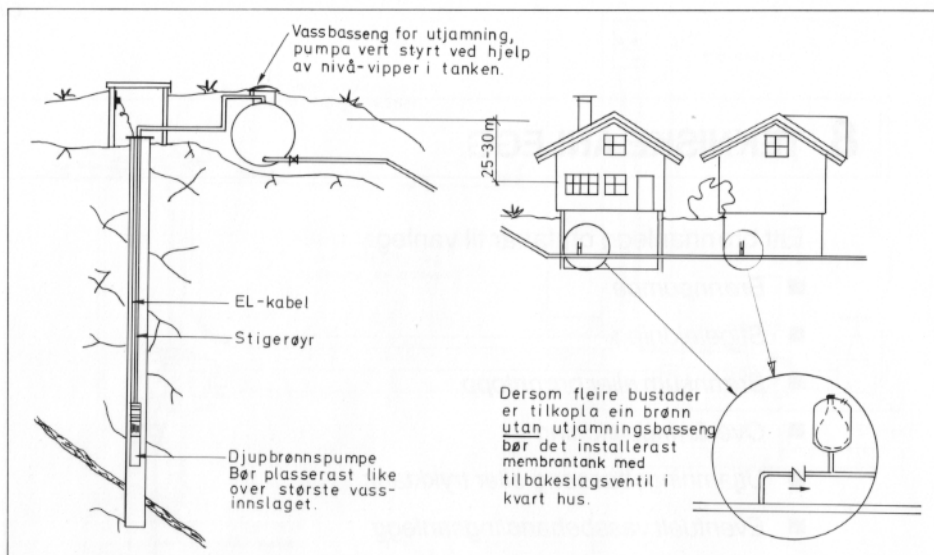 Vassbasseng for utjamning,
pumpa vert styrt ved hjelp
av nivå-vipper i tanken.
25-30m
EL-kabel
Stigerøyr
Djupbrønnspumpe
Bør plasserast like
over største vass-
innslaget.
Dersom fleire bustader
er tilkopla ein brønn
utan utjamningsbasseng
bør det installerast
membrantank med
tilbakeslagsventil i
kvart hus.